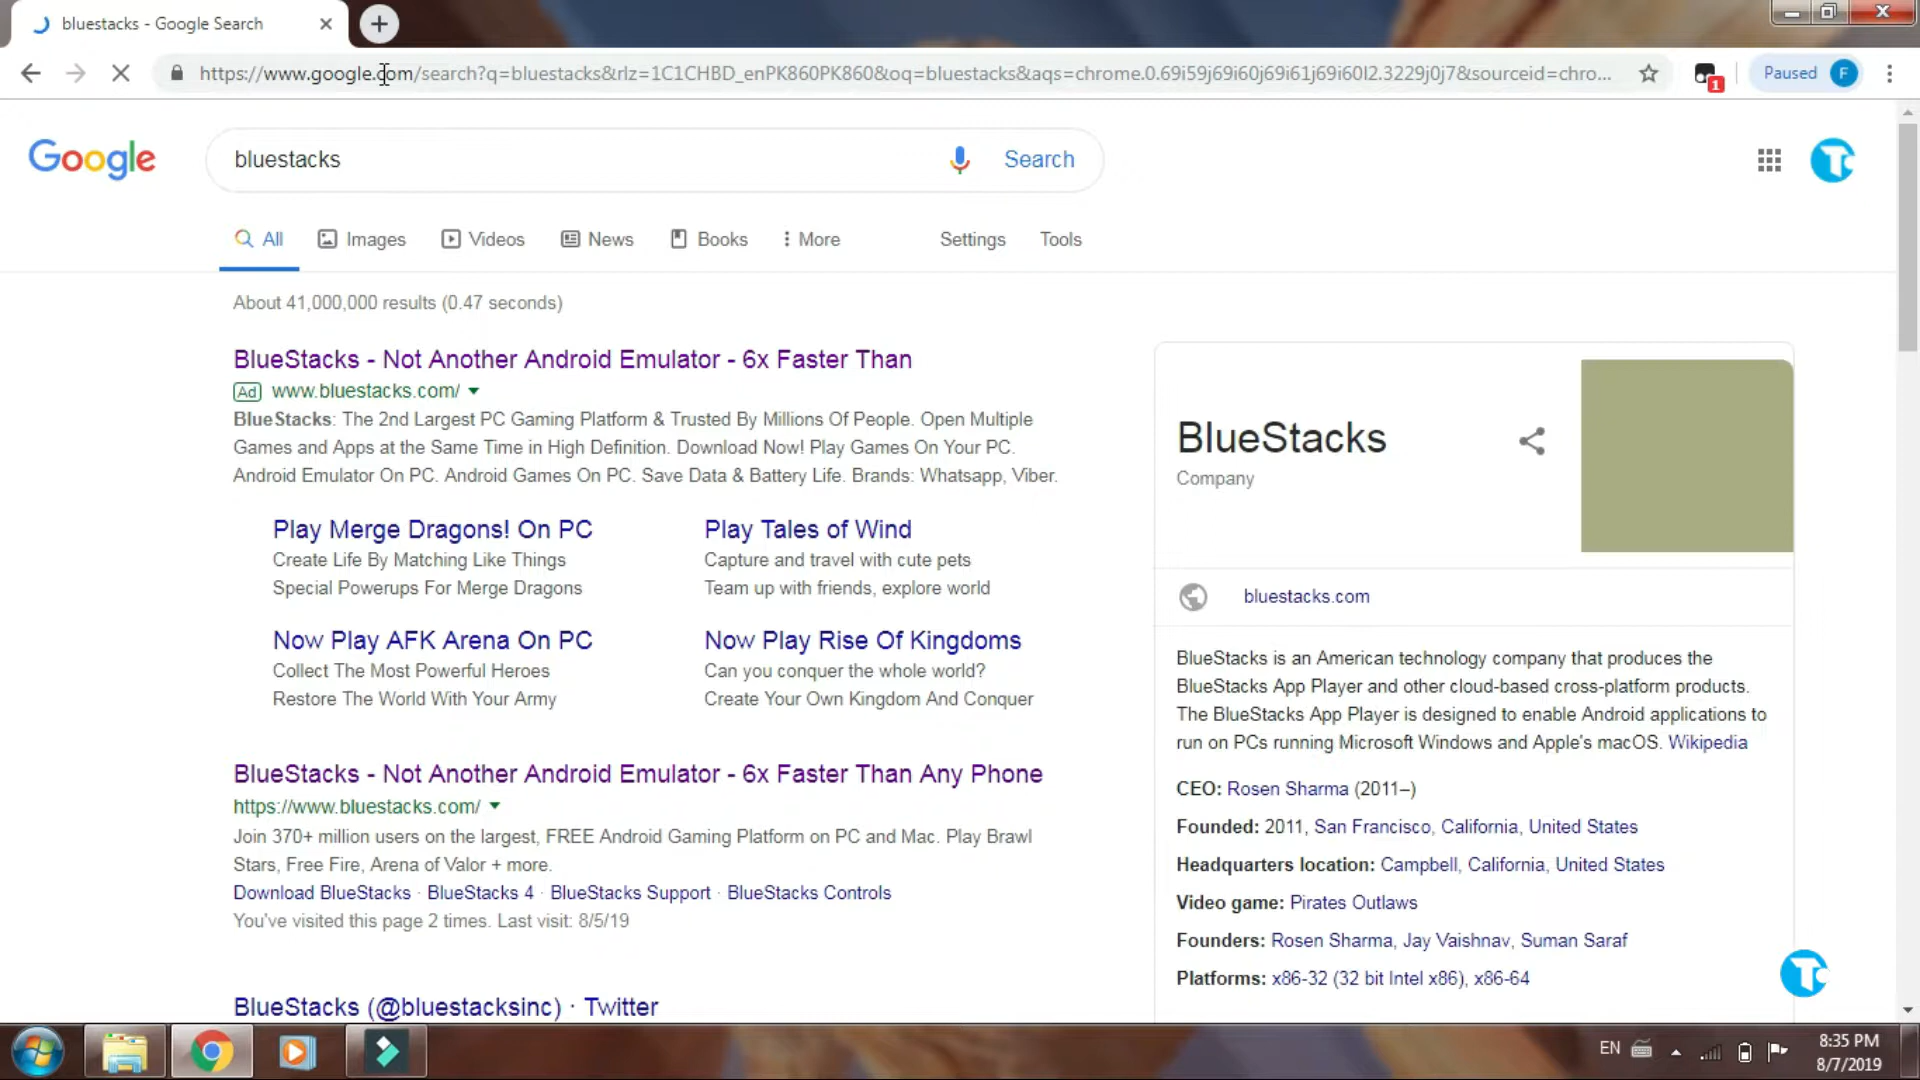 bluestacks - Google Search
https://www.google.com/search?q=bluestacks&rlz=1C1CHBD_enPK860PK860&oq=bluestacks&aqs=chrome.0.69i59j69i60j69i61j69i60l2.3229j0j7&sourceid=chro...
1
Paused F
Google
bluestacks
Search
All Images Videos News Books More Settings Tools
About 41,000,000 results (0.47 seconds)
BlueStacks - Not Another Android Emulator - 6x Faster Than
Ad www.bluestacks.com/
BlueStacks: The 2nd Largest PC Gaming Platform & Trusted By Millions Of People. Open Multiple
Games and Apps at the Same Time in High Definition. Download Now! Play Games On Your PC.
Android Emulator On PC. Android Games On PC. Save Data & Battery Life. Brands: Whatsapp, Viber.
Play Merge Dragons! On PC
Create Life By Matching Like Things
Special Powerups For Merge Dragons
Play Tales of Wind
Capture and travel with cute pets
Team up with friends, explore world
Now Play AFK Arena On PC
Collect The Most Powerful Heroes
Restore The World With Your Army
Now Play Rise Of Kingdoms
Can you conquer the whole world?
Create Your Own Kingdom And Conquer
BlueStacks - Not Another Android Emulator - 6x Faster Than Any Phone
https://www.bluestacks.com/
Join 370+ million users on the largest, FREE Android Gaming Platform on PC and Mac. Play Brawl
Stars, Free Fire, Arena of Valor + more.
Download BlueStacks · BlueStacks 4 · BlueStacks Support · BlueStacks Controls
You've visited this page 2 times. Last visit: 8/5/19
BlueStacks (@bluestacksinc) · Twitter
BlueStacks
Company
bluestacks.com
BlueStacks is an American technology company that produces the
BlueStacks App Player and other cloud-based cross-platform products.
The BlueStacks App Player is designed to enable Android applications to
run on PCs running Microsoft Windows and Apple's macOS. Wikipedia
CEO: Rosen Sharma (2011–)
Founded: 2011, San Francisco, California, United States
Headquarters location: Campbell, California, United States
Video game: Pirates Outlaws
Founders: Rosen Sharma, Jay Vaishnav, Suman Saraf
Platforms: x86-32 (32 bit Intel x86), x86-64
EN
8:35 PM
8/7/2019